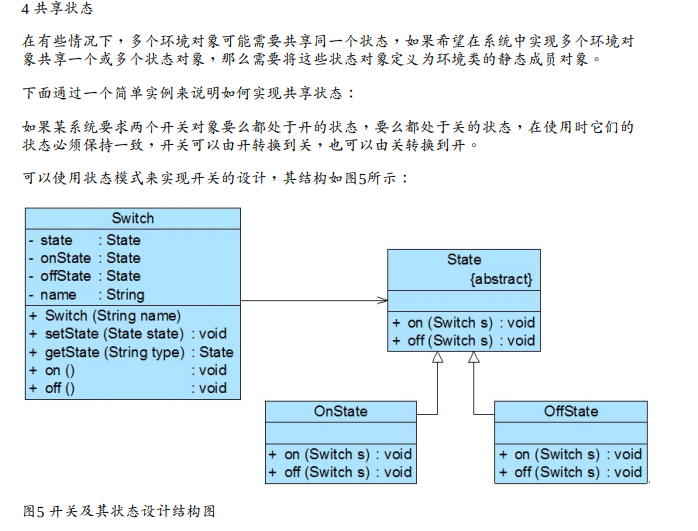 4 共享状态
在有些情况下，多个环境对象可能需要共享同一个状态，如果希望在系统中实现多个环境对
象共享一个或多个状态对象，那么需要将这些状态对象定义为环境类的静态成员对象。
下面通过一个简单实例来说明如何实现共享状态：
如果某系统要求两个开关对象要么都处于开的状态，要么都处于关的状态，在使用时它们的
状态必须保持一致，开关可以由开转换到关，也可以由关转换到开。
可以使用状态模式来实现开关的设计，其结构如图5所示：
Switch
- state : State
- onState : State
- offState : State
- name : String
+ Switch (String name)
+ setState (State state) : void
+ getState (String type) : State
+ on () : void
+ off () : void
State
{abstract}
+ on (Switch s) : void
+ off (Switch s) : void
OnState
+ on (Switch s) : void
+ off (Switch s) : void
OffState
+ on (Switch s) : void
+ off (Switch s) : void
图5 开关及其状态设计结构图